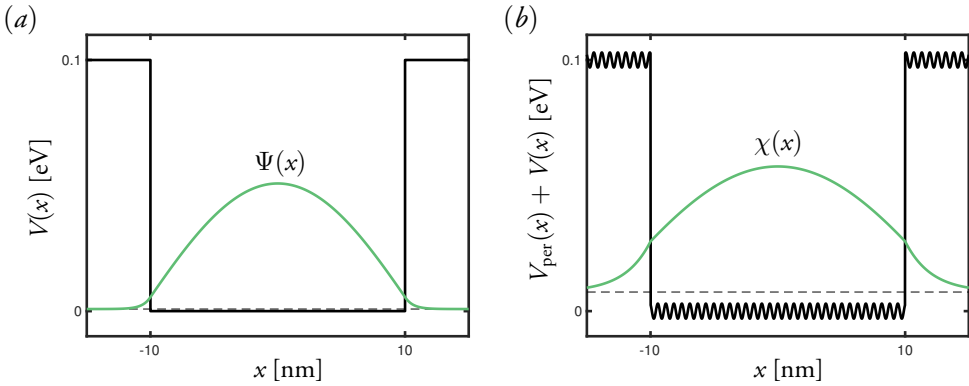 (a)
V(x) [eV]
0.1
0
Ψ(x)
-10
10
x [nm]
(b)
V_per(x) + V(x) [eV]
0.1
0
χ(x)
-10
10
x [nm]